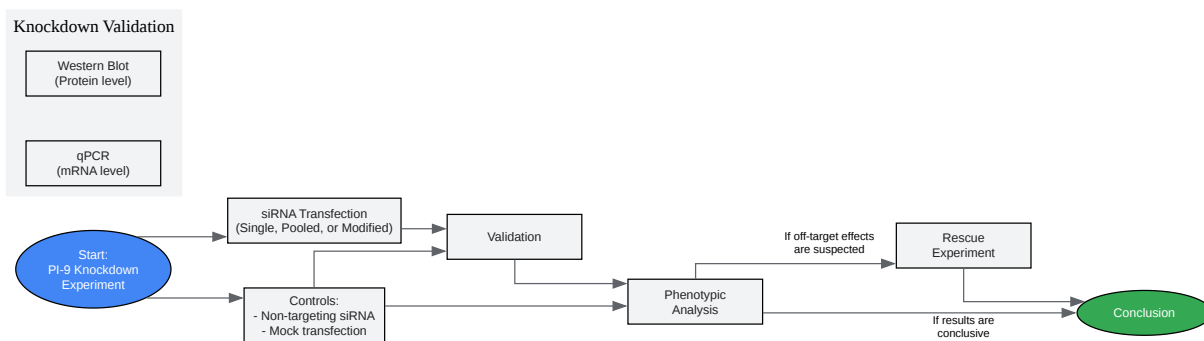 Knockdown Validation
Western Blot
(Protein level)
qPCR
(mRNA level)
siRNA Transfection
(Single, Pooled, or Modified)
Validation
If off-target effects
are suspected
Rescue
Experiment
Start:
PI-9 Knockdown
Experiment
Controls:
- Non-targeting siRNA
- Mock transfection
Phenotypic
Analysis
If results are
conclusive
Conclusion